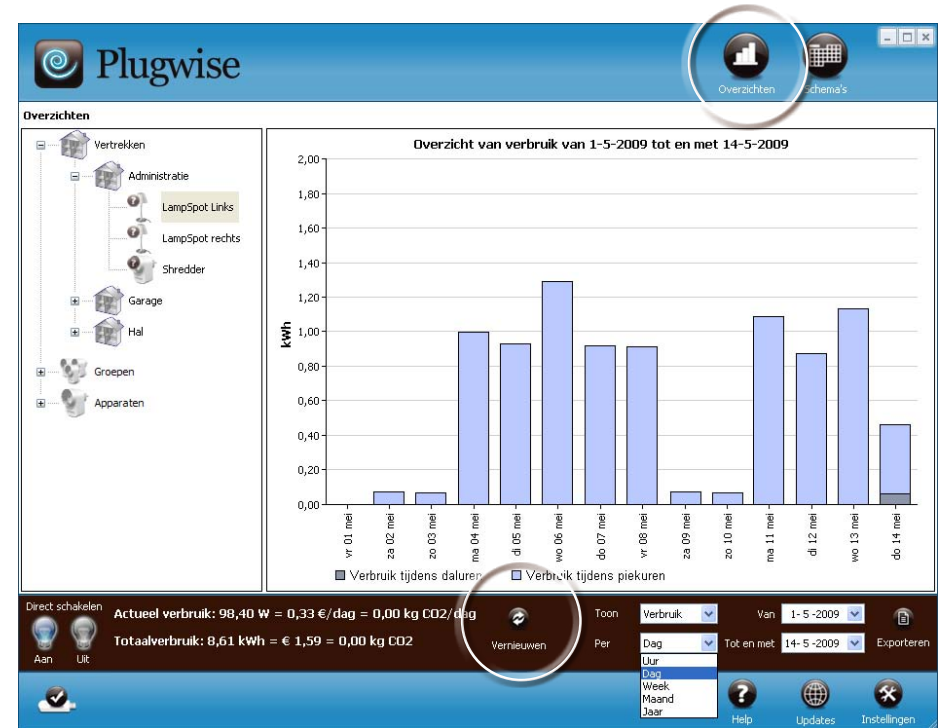 Plugwise
Overzichten
Schema's
Overzichten
Vertrekken
Administratie
LampSpot Links
LampSpot rechts
Shredder
Garage
Hal
Groepen
Apparaten
Overzicht van verbruik van 1-5-2009 tot en met 14-5-2009
2,00
1,80
1,60
1,40
1,20
1,00
0,80
0,60
0,40
0,20
0,00
kWh
vr 01 mei
za 02 mei
zo 03 mei
ma 04 mei
di 05 mei
wo 06 mei
do 07 mei
vr 08 mei
za 09 mei
zo 10 mei
ma 11 mei
di 12 mei
wo 13 mei
do 14 mei
Verbruik tijdens daluren
Verbruik tijdens piekuren
Direct schakelen
Aan
Uit
Actueel verbruik: 98,40 W = 0,33 €/dag = 0,00 kg CO2/dag
Totaalverbruik: 8,61 kWh = € 1,59 = 0,00 kg CO2
Vernieuwen
Toon
Verbruik
Van
1- 5 -2009
Per
Dag
Tot en met
14- 5 -2009
Exporteren
Uur
Dag
Week
Maand
Jaar
Help
Updates
Instellingen